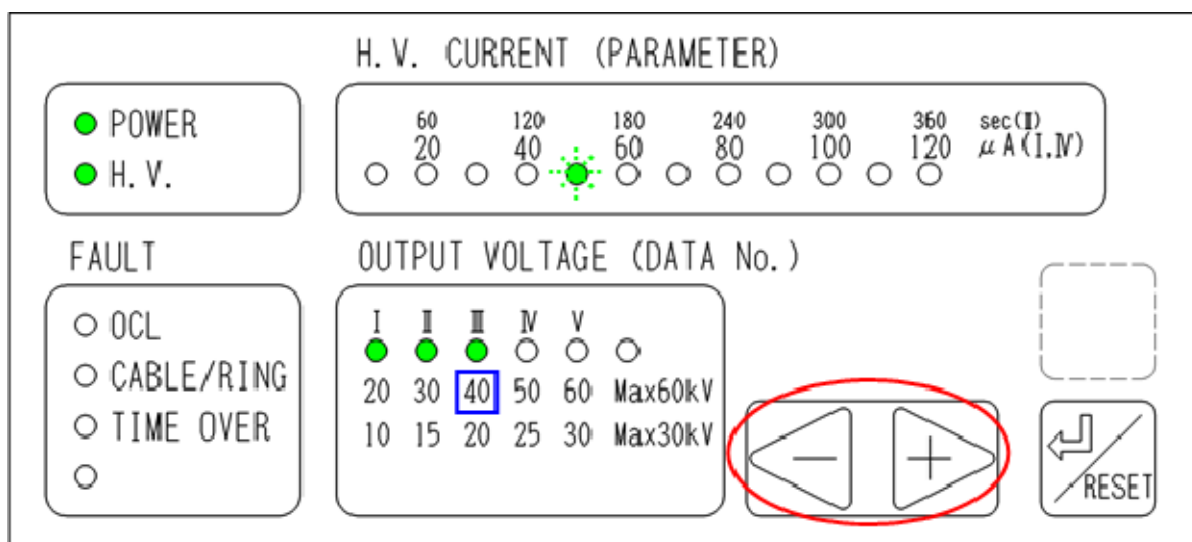 H. V. CURRENT (PARAMETER)
POWER
H. V.
60 120 180 240 300 360 sec(Ⅱ)
20 40 60 80 100 120 μA(Ⅰ.Ⅳ)
FAULT
OCL
CABLE/RING
TIME OVER
OUTPUT VOLTAGE (DATA No.)
Ⅰ Ⅱ Ⅲ Ⅳ Ⅴ
20 30 40 50 60 Max60kV
10 15 20 25 30 Max30kV
− +
RESET